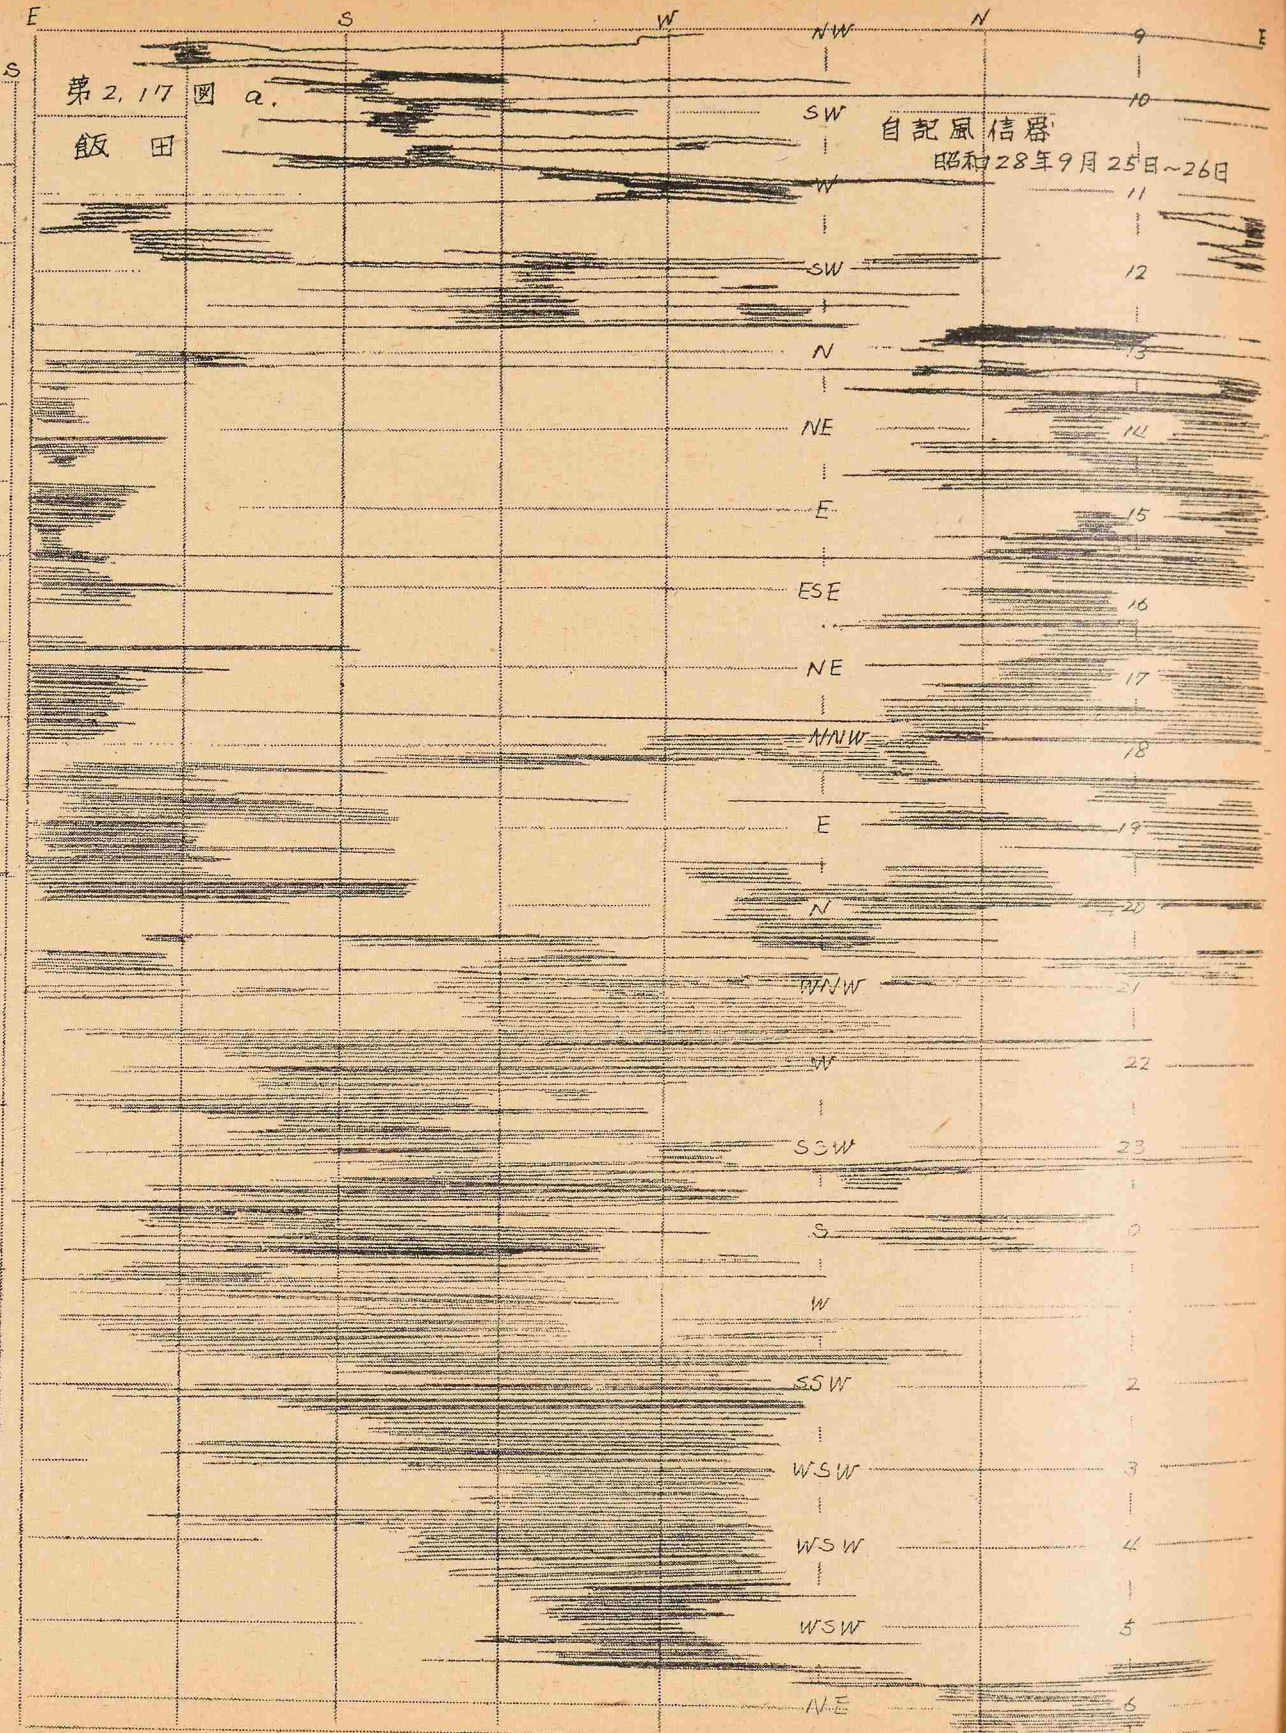 E S W N E
S
NW 9
第2.17図 a.
10
SW
自記風信器
飯田
昭和28年9月25日~26日
W 11
SW 12
N 13
NE 14
E 15
ESE 16
NE 17
NNW 18
E 19
N 20
WNW 21
W 22
SSW 23
S 0
W
SSW 2
WSW 3
WSW 4
WSW 5
NE 6